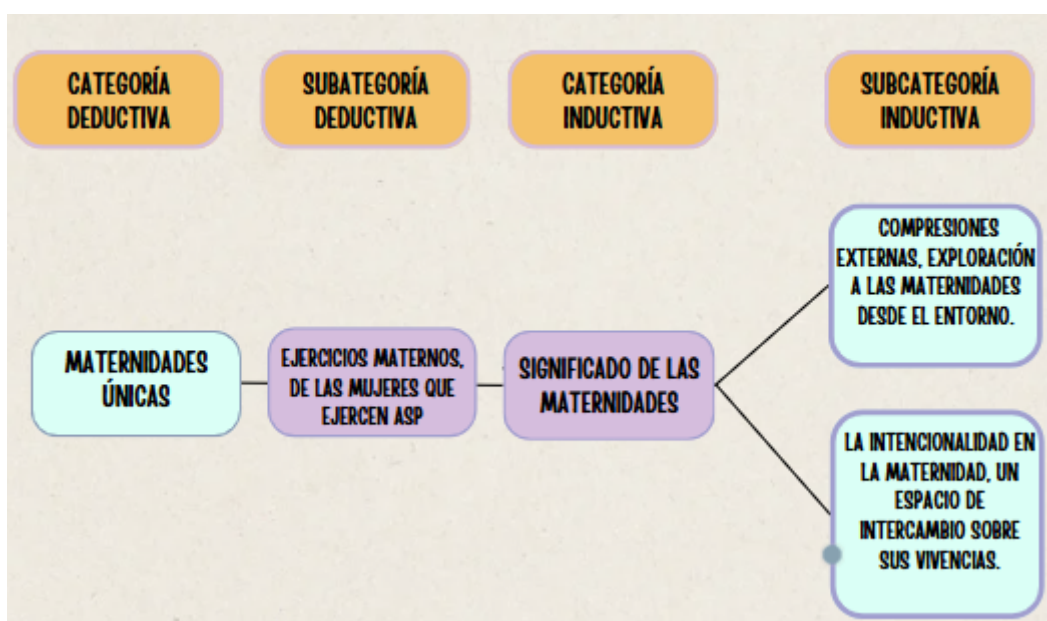 CATEGORÍA
DEDUCTIVA
SUBATEGORÍA
DEDUCTIVA
CATEGORÍA
INDUCTIVA
SUBCATEGORÍA
INDUCTIVA
MATERNIDADES
ÚNICAS
EJERCICIOS MATERNOS,
DE LAS MUJERES QUE
EJERCEN ASP
SIGNIFICADO DE LAS
MATERNIDADES
COMPRESIONES
EXTERNAS, EXPLORACIÓN
A LAS MATERNIDADES
DESDE EL ENTORNO.
LA INTENCIONALIDAD EN
LA MATERNIDAD, UN
ESPACIO DE
INTERCAMBIO SOBRE
SUS VIVENCIAS.